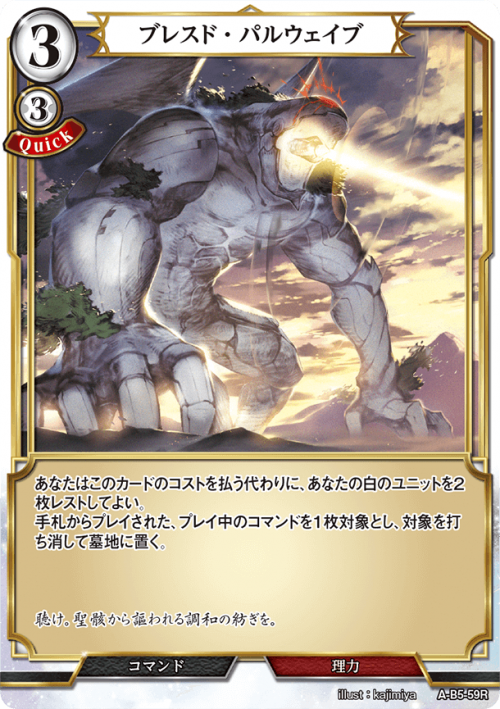 3
ブレスド・パルウェイブ
3
Quick
あなたはこのカードのコストを払う代わりに、あなたの白のユニットを2
枚レストしてよい。
手札からプレイされた、プレイ中のコマンドを1枚対象とし、対象を打
ち消して墓地に置く。
聴け。聖骸から謳われる調和の紡ぎを。
コマンド
理力
illust : kajimiya
A-B5-59R